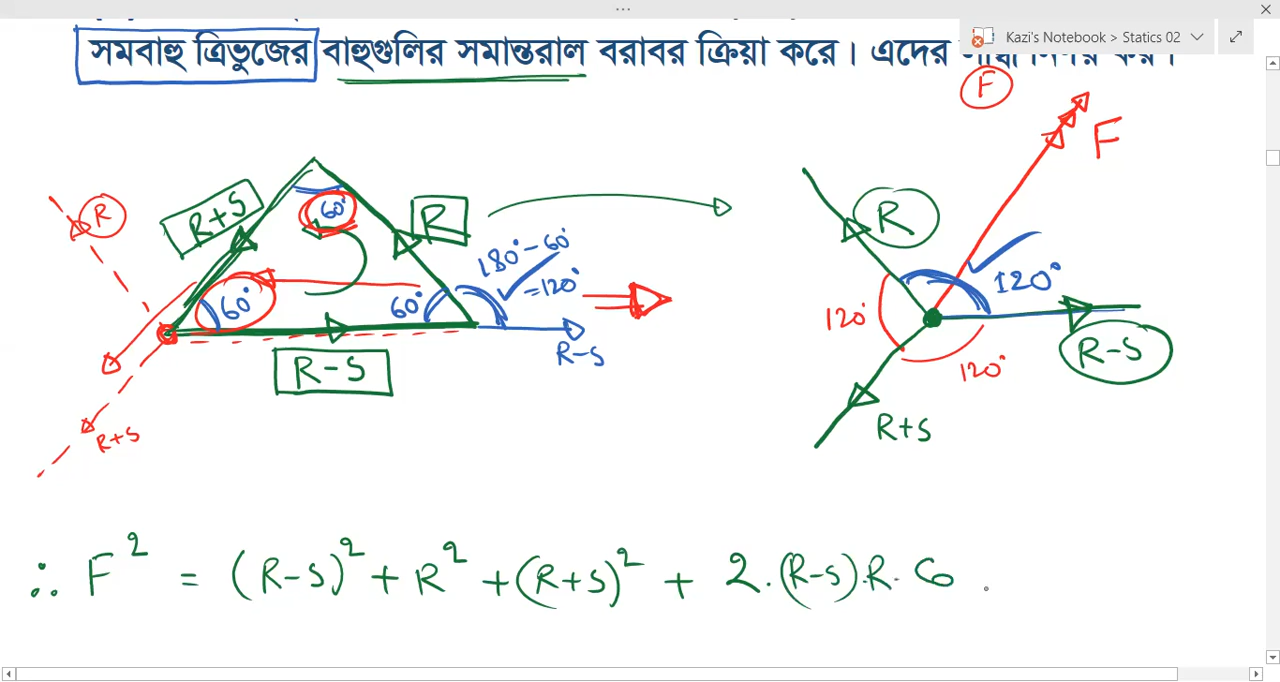 Kazi's Notebook > Statics 02
সমবাহু ত্রিভুজের বাহুগুলির সমান্তরাল বরাবর ক্রিয়া করে। এদের
F
F
R
R+S
60°
R
180°-60°
=120°
60°
60°
R-S
R-S
R+S
R
120°
120°
120°
R-S
R+S
∴ F² = (R-S)² + R² + (R+S)² + 2.(R-S).R. Co